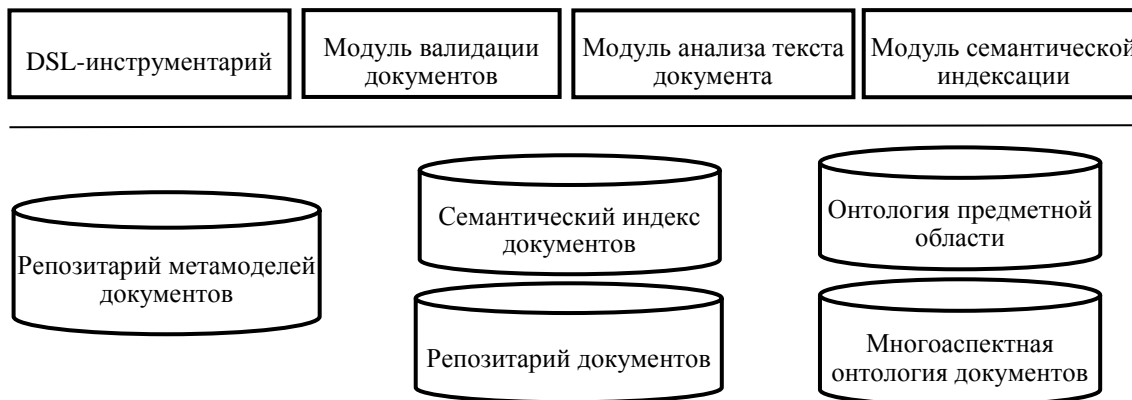 DSL-инструментарий
Модуль валидации
документов
Модуль анализа текста
документа
Модуль семантической
индексации
Репозитарий метамоделей
документов
Семантический индекс
документов
Репозитарий документов
Онтология предметной
области
Многоаспектная
онтология документов